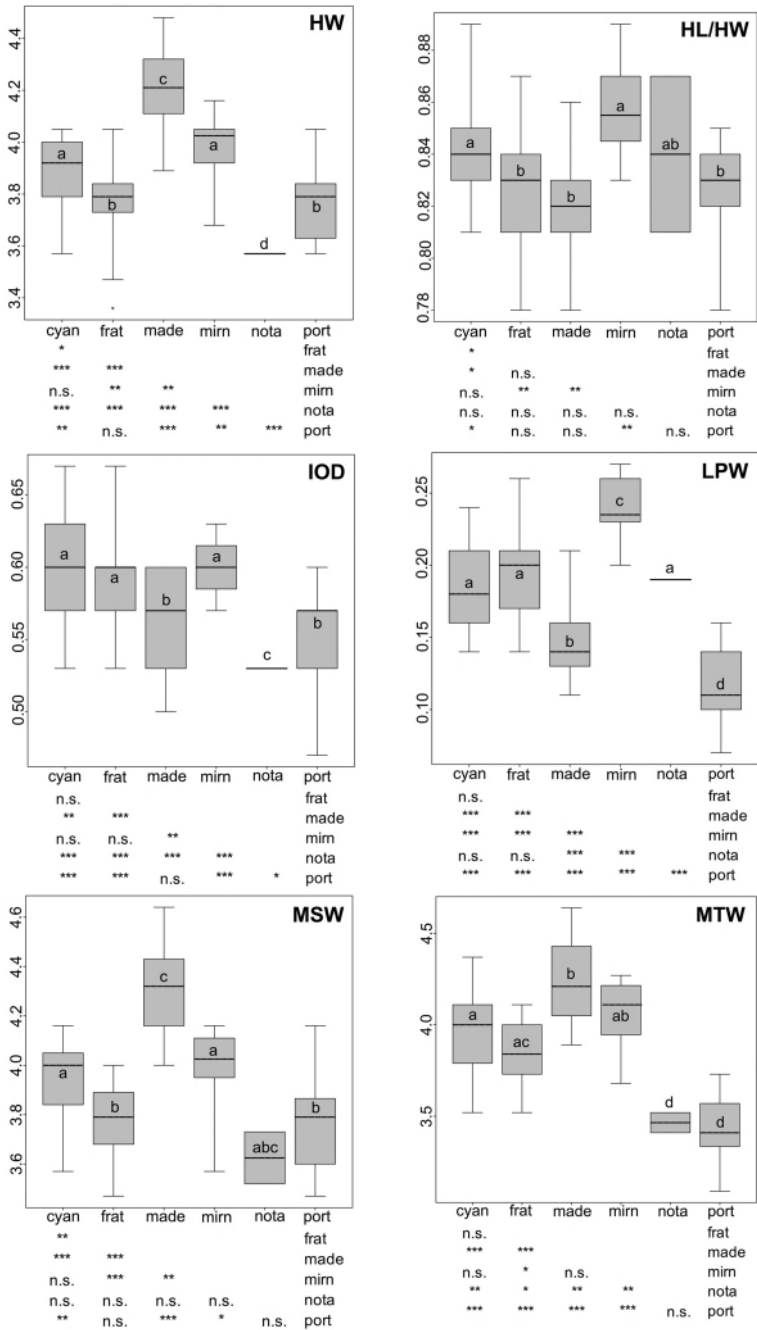 HW
4.4
4.2
4.0
3.8
3.6
3.4
a
b
c
a
d
b
cyan frat made mirn nota port
* frat
*** *** made
n.s. ** ** mirn
*** *** *** *** nota
** n.s. *** ** *** port
HL/HW
0.88
0.86
0.84
0.82
0.80
0.78
a
b
b
a
ab
b
cyan frat made mirn nota port
* frat
* n.s. made
n.s. ** ** mirn
n.s. n.s. n.s. n.s. nota
* n.s. n.s. ** n.s. port
IOD
0.65
0.60
0.55
0.50
a
a
b
a
c
b
cyan frat made mirn nota port
n.s. frat
** *** made
n.s. n.s. ** mirn
*** *** *** *** nota
*** *** n.s. *** * port
LPW
0.25
0.20
0.15
0.10
a
a
b
c
a
d
cyan frat made mirn nota port
n.s. frat
*** *** made
*** *** *** mirn
n.s. n.s. *** *** nota
*** *** *** *** *** port
MSW
4.6
4.4
4.2
4.0
3.8
3.6
a
b
c
a
abc
b
cyan frat made mirn nota port
** frat
*** *** made
n.s. *** ** mirn
n.s. n.s. n.s. n.s. nota
** n.s. *** * n.s. port
MTW
4.5
4.0
3.5
a
ac
b
ab
d
d
cyan frat made mirn nota port
n.s. frat
*** *** made
n.s. * n.s. mirn
** * ** ** nota
*** *** *** *** n.s. port